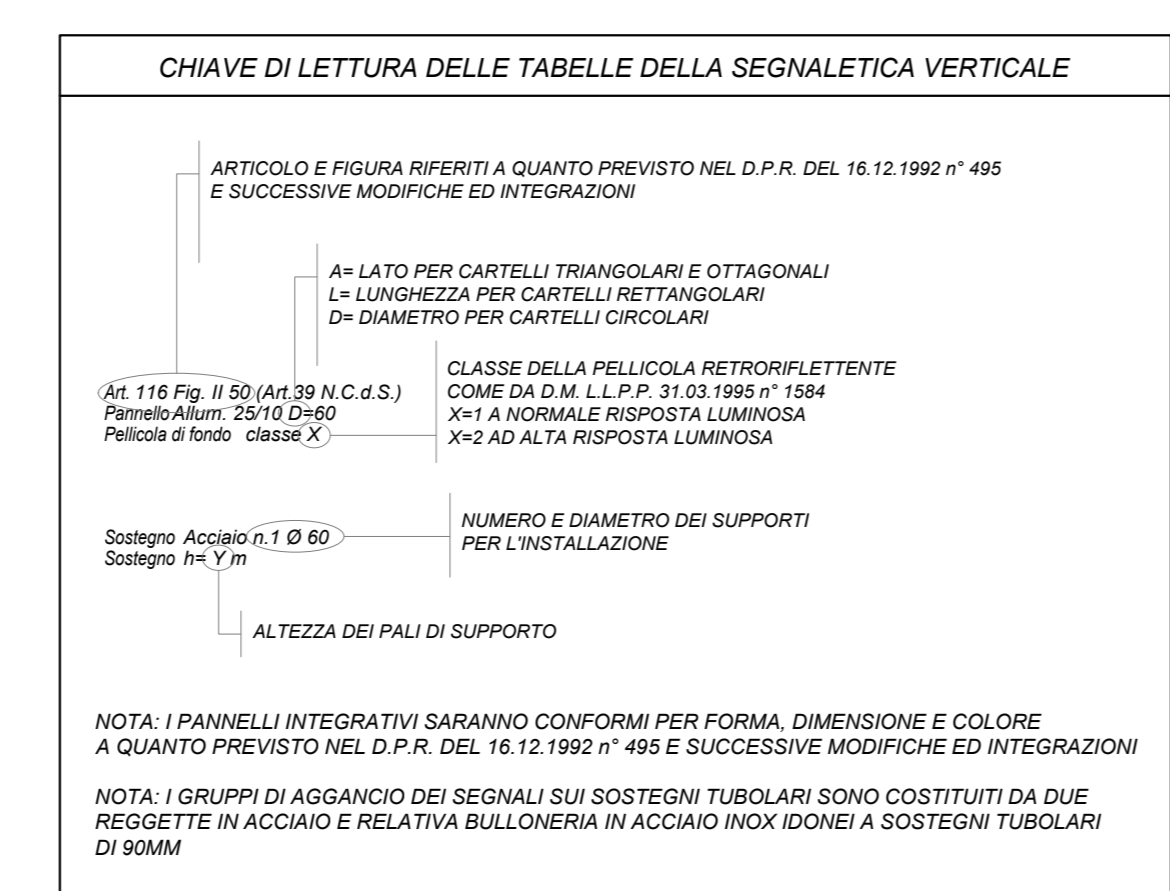 CHIAVE DI LETTURA DELLE TABELLE DELLA SEGNALETICA VERTICALE
ARTICOLO E FIGURA RIFERITI A QUANTO PREVISTO NEL D.P.R. DEL 16.12.1992 n° 495
E SUCCESSIVE MODIFICHE ED INTEGRAZIONI
A= LATO PER CARTELLI TRIANGOLARI E OTTAGONALI
L= LUNGHEZZA PER CARTELLI RETTANGOLARI
D= DIAMETRO PER CARTELLI CIRCOLARI
CLASSE DELLA PELLICOLA RETRORIFLETTENTE
COME DA D.M. L.L.P.P. 31.03.1995 n° 1584
X=1 A NORMALE RISPOSTA LUMINOSA
X=2 AD ALTA RISPOSTA LUMINOSA
Art. 116 Fig. II 50 (Art.39 N.C.d.S.)
Pannello Allum. 25/10 D=60
Pellicola di fondo classe X
NUMERO E DIAMETRO DEI SUPPORTI
PER L'INSTALLAZIONE
Sostegno Acciaio n.1 Ø 60
Sostegno h= Y m
ALTEZZA DEI PALI DI SUPPORTO
NOTA: I PANNELLI INTEGRATIVI SARANNO CONFORMI PER FORMA, DIMENSIONE E COLORE
A QUANTO PREVISTO NEL D.P.R. DEL 16.12.1992 n° 495 E SUCCESSIVE MODIFICHE ED INTEGRAZIONI
NOTA: I GRUPPI DI AGGANCIO DEI SEGNALI SUI SOSTEGNI TUBOLARI SONO COSTITUITI DA DUE
REGGETTE IN ACCIAIO E RELATIVA BULLONERIA IN ACCIAIO INOX IDONEI A SOSTEGNI TUBOLARI
DI 90MM